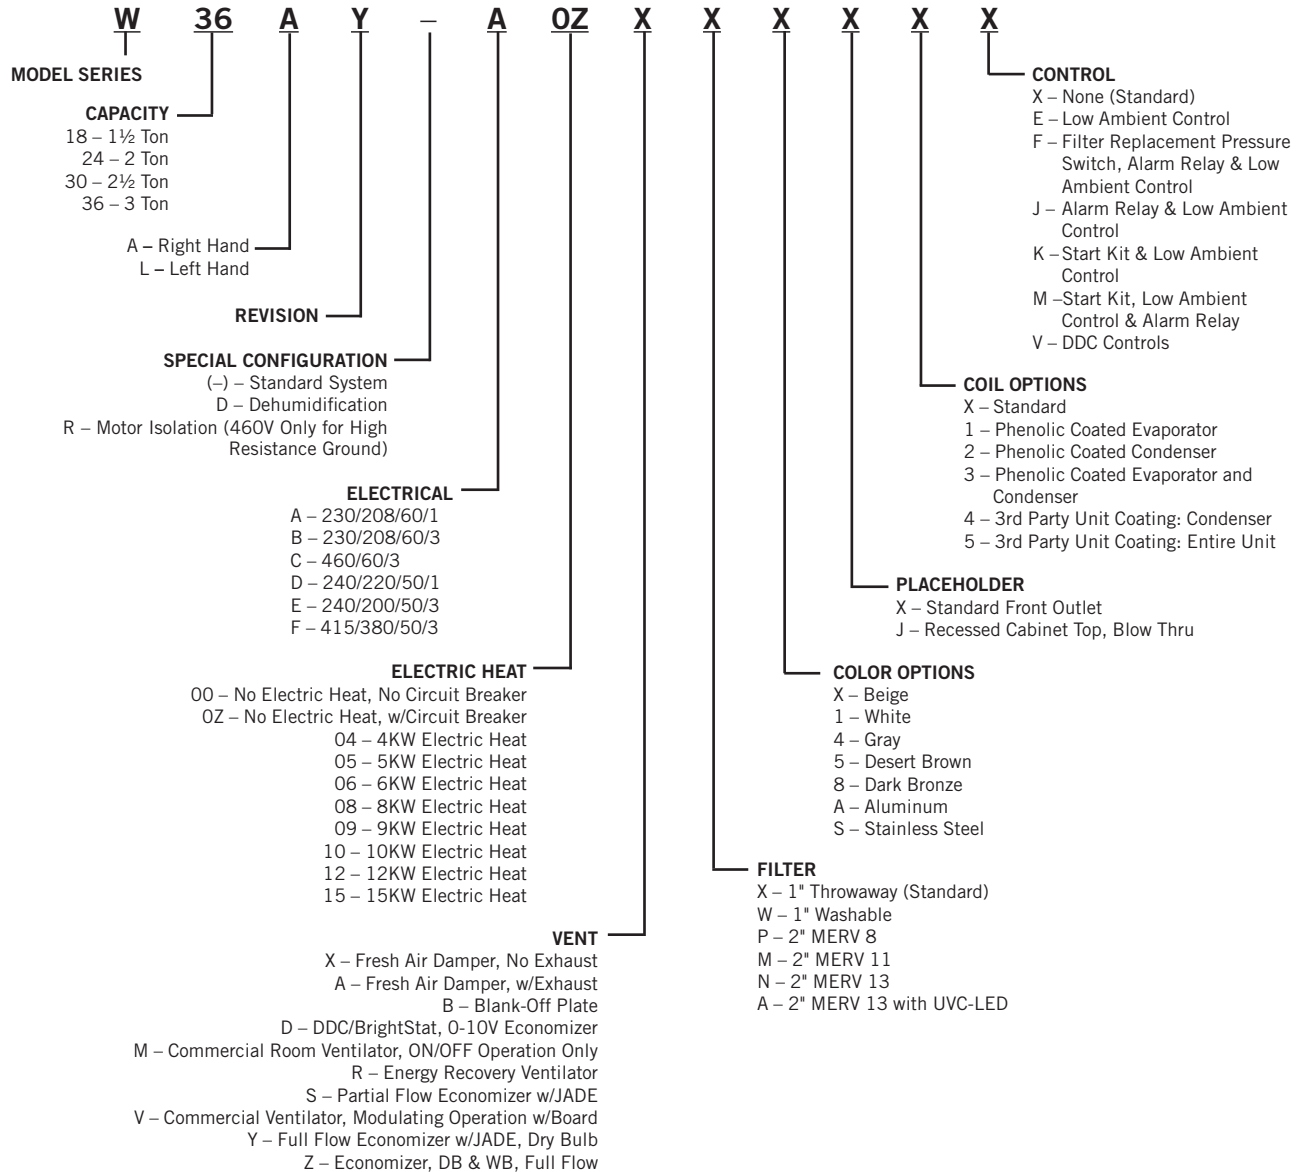 W 36 A Y – A 0Z X X X X X X
MODEL SERIES
CAPACITY
18 – 1½ Ton
24 – 2 Ton
30 – 2½ Ton
36 – 3 Ton
A – Right Hand
L – Left Hand
REVISION
SPECIAL CONFIGURATION
(–) – Standard System
D – Dehumidification
R – Motor Isolation (460V Only for High
Resistance Ground)
ELECTRICAL
A – 230/208/60/1
B – 230/208/60/3
C – 460/60/3
D – 240/220/50/1
E – 240/200/50/3
F – 415/380/50/3
ELECTRIC HEAT
00 – No Electric Heat, No Circuit Breaker
0Z – No Electric Heat, w/Circuit Breaker
04 – 4KW Electric Heat
05 – 5KW Electric Heat
06 – 6KW Electric Heat
08 – 8KW Electric Heat
09 – 9KW Electric Heat
10 – 10KW Electric Heat
12 – 12KW Electric Heat
15 – 15KW Electric Heat
VENT
X – Fresh Air Damper, No Exhaust
A – Fresh Air Damper, w/Exhaust
B – Blank-Off Plate
D – DDC/BrightStat, 0-10V Economizer
M – Commercial Room Ventilator, ON/OFF Operation Only
R – Energy Recovery Ventilator
S – Partial Flow Economizer w/JADE
V – Commercial Ventilator, Modulating Operation w/Board
Y – Full Flow Economizer w/JADE, Dry Bulb
Z – Economizer, DB & WB, Full Flow
CONTROL
X – None (Standard)
E – Low Ambient Control
F – Filter Replacement Pressure
Switch, Alarm Relay & Low
Ambient Control
J – Alarm Relay & Low Ambient
Control
K – Start Kit & Low Ambient
Control
M –Start Kit, Low Ambient
Control & Alarm Relay
V – DDC Controls
COIL OPTIONS
X – Standard
1 – Phenolic Coated Evaporator
2 – Phenolic Coated Condenser
3 – Phenolic Coated Evaporator and
Condenser
4 – 3rd Party Unit Coating: Condenser
5 – 3rd Party Unit Coating: Entire Unit
PLACEHOLDER
X – Standard Front Outlet
J – Recessed Cabinet Top, Blow Thru
COLOR OPTIONS
X – Beige
1 – White
4 – Gray
5 – Desert Brown
8 – Dark Bronze
A – Aluminum
S – Stainless Steel
FILTER
X – 1" Throwaway (Standard)
W – 1" Washable
P – 2" MERV 8
M – 2" MERV 11
N – 2" MERV 13
A – 2" MERV 13 with UVC-LED